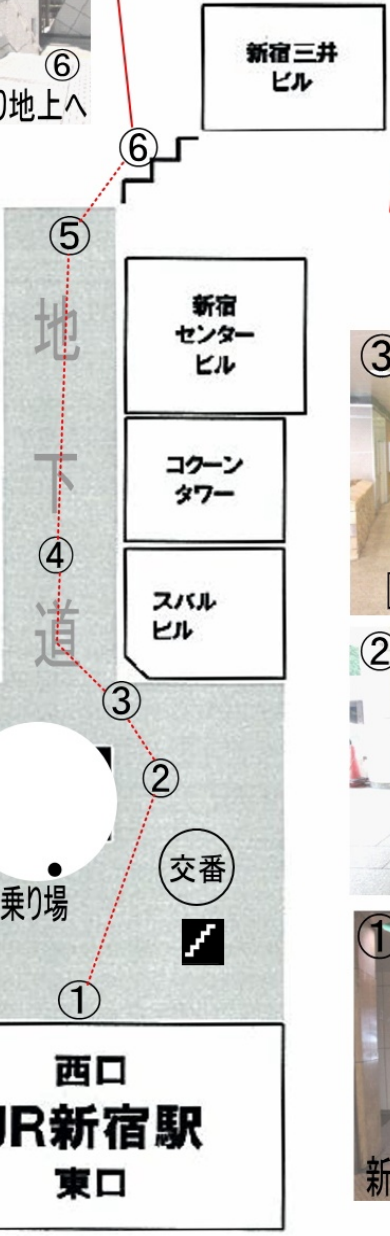 新宿三井
ビル
⑥
り地上へ
⑥
⑤
新宿
センター
ビル
地
下
道
③
コクーン
タワー
④
スバル
ビル
②
③
②
交番
乗り場
①
①
西口
JR新宿駅
東口
新